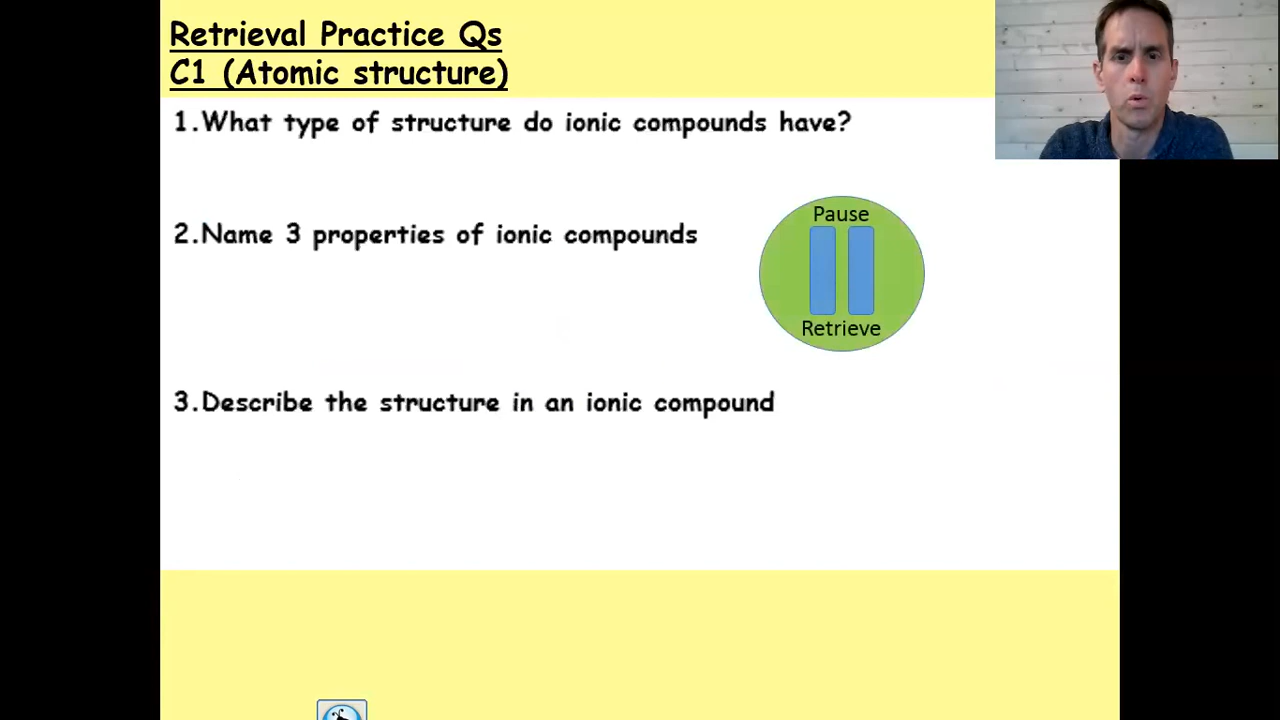 Retrieval Practice Qs
C1 (Atomic structure)
1.What type of structure do ionic compounds have?
2.Name 3 properties of ionic compounds
Pause
Retrieve
3.Describe the structure in an ionic compound